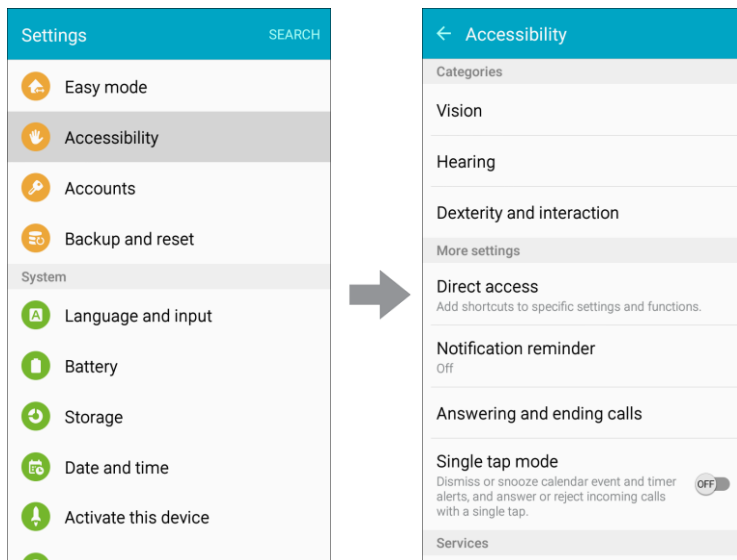 Settings
SEARCH
Easy mode
Accessibility
Accounts
Backup and reset
System
A
Language and input
Battery
Storage
Date and time
Activate this device
Accessibility
Categories
Vision
Hearing
Dexterity and interaction
More settings
Direct access
Add shortcuts to specific settings and functions.
Notification reminder
Off
Answering and ending calls
Single tap mode
Dismiss or snooze calendar event and timer
alerts, and answer or reject incoming calls
with a single tap.
OFF
Services